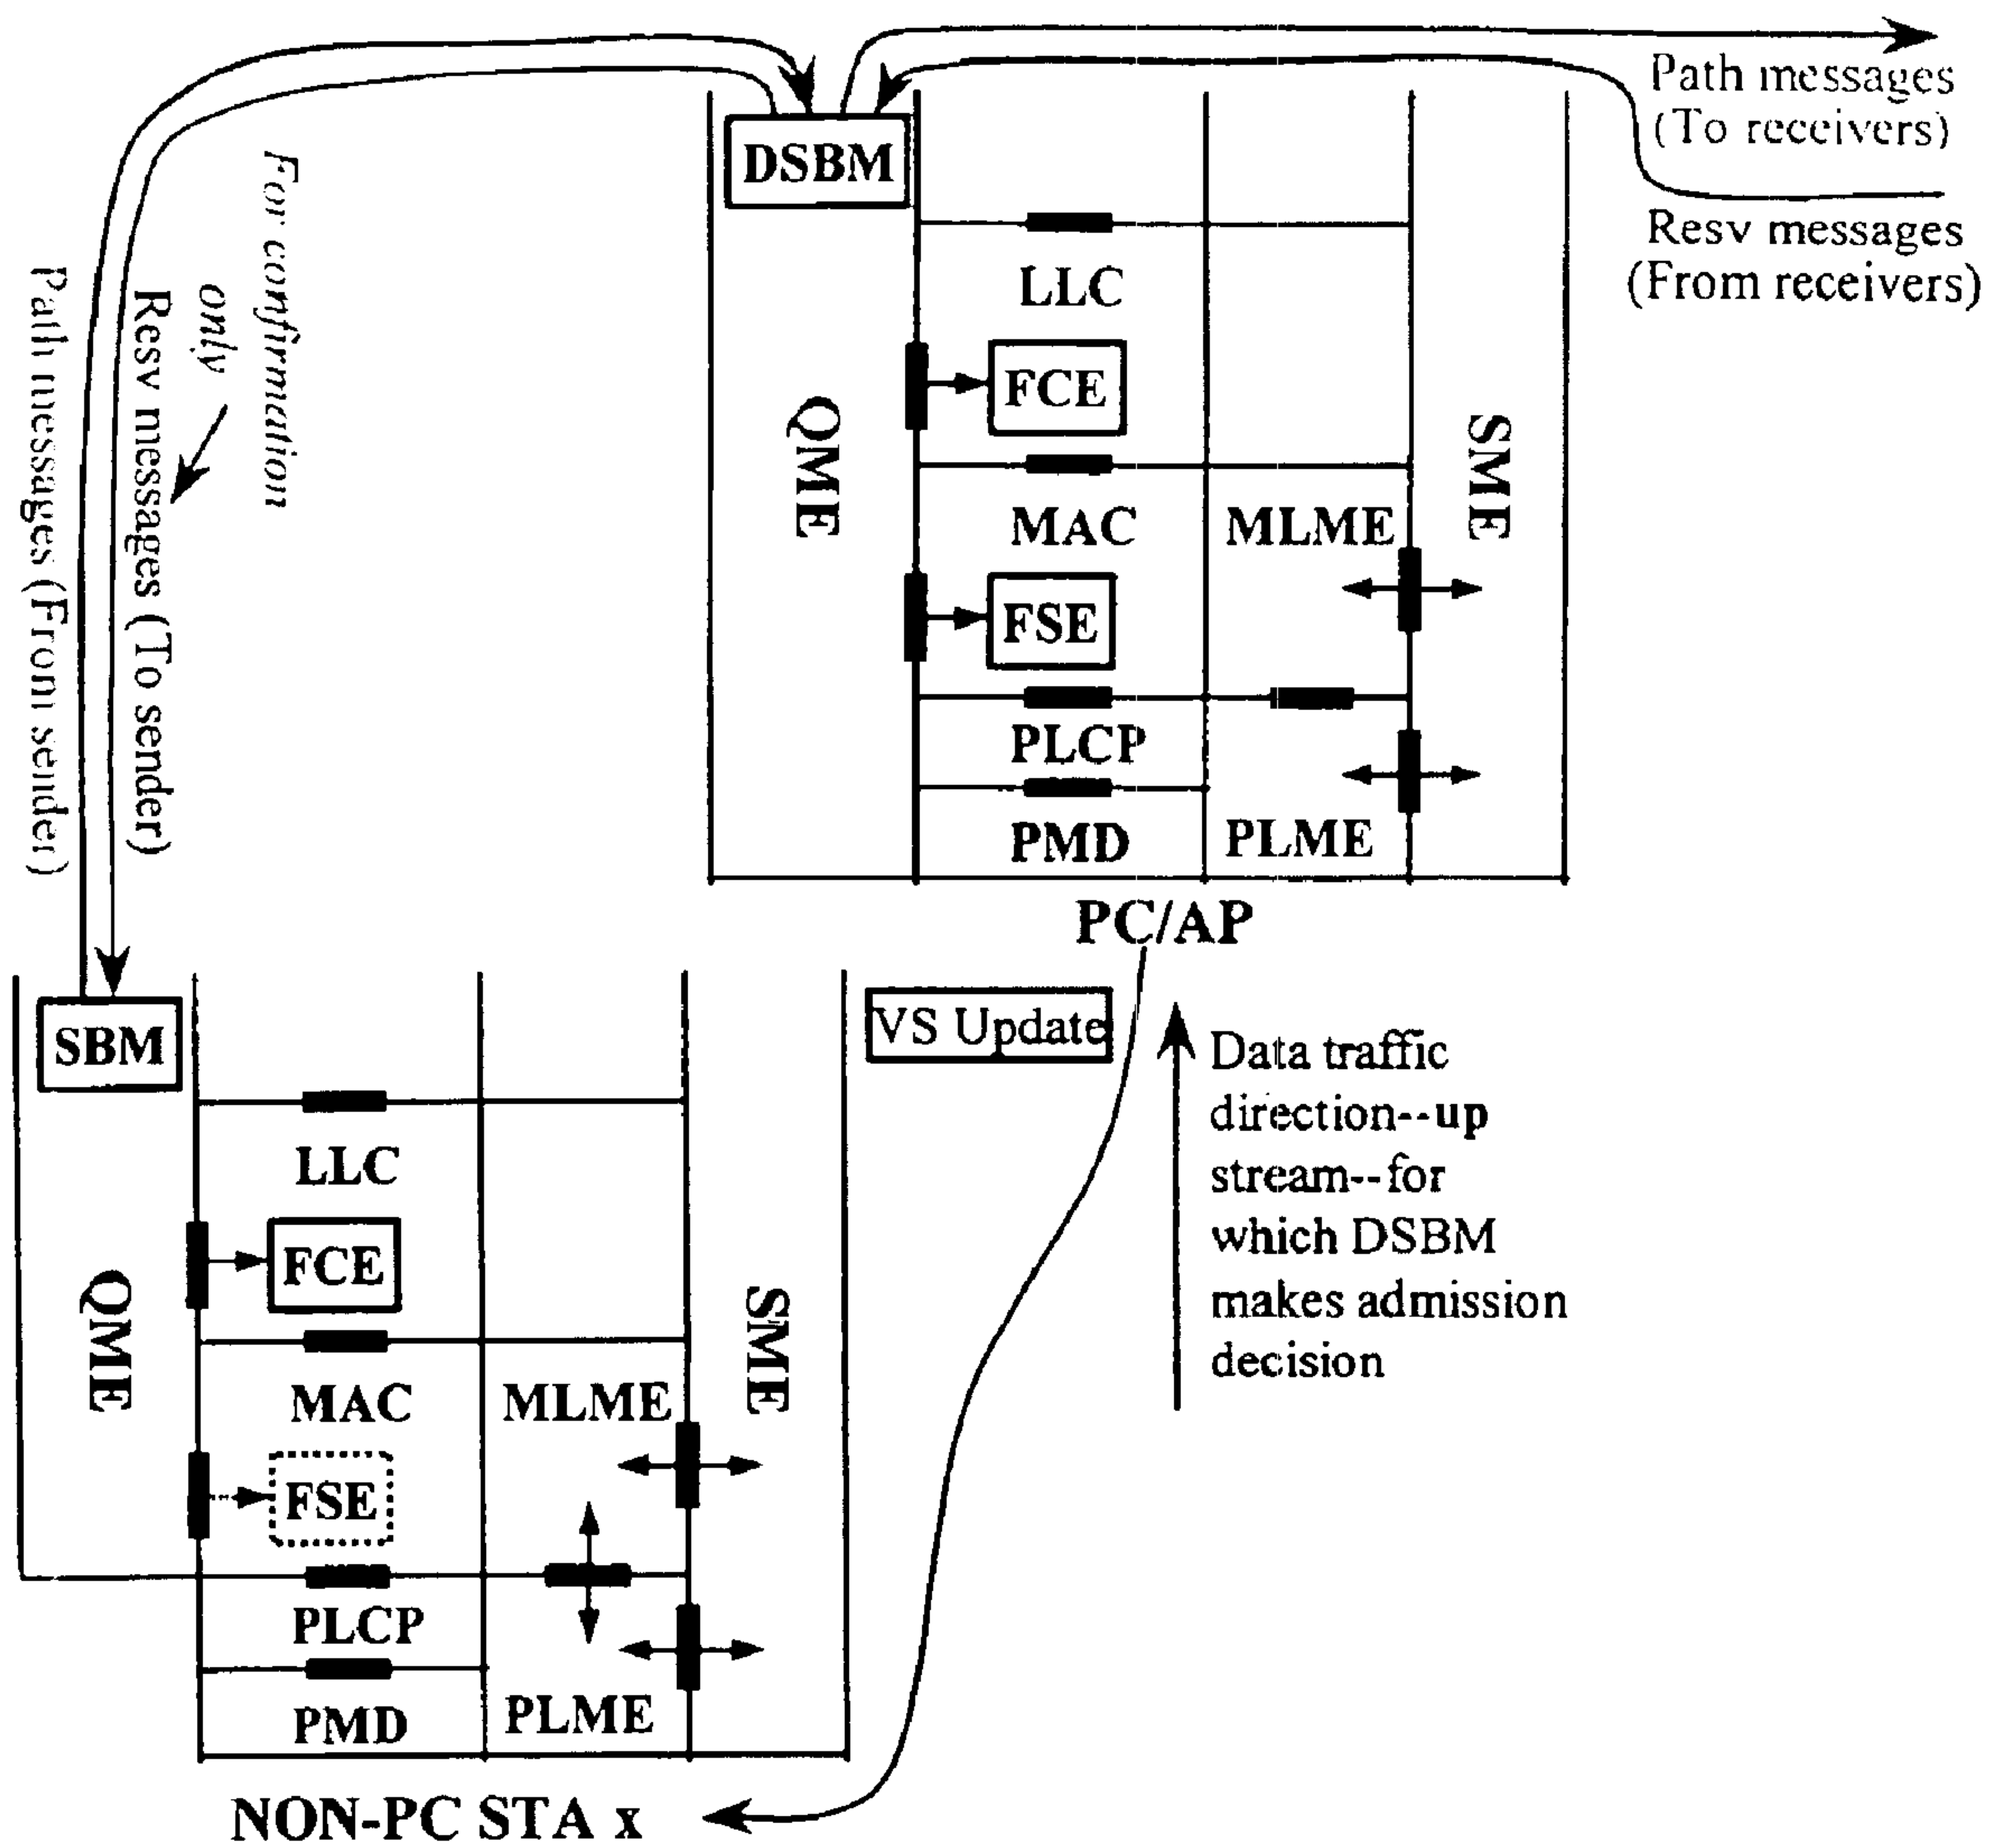 Path messages
(To receivers)
Resv messages
(From receivers)
DSBM
LLC
FCE
QME
SME
MAC
MLME
FSE
PLCP
PMD
PLME
PC/AP
For confirmation
only
Resv messages (To sender)
Path messages (From sender)
SBM
VS Update
Data traffic
direction--up
stream--for
which DSBM
makes admission
decision
LLC
FCE
QME
SME
MAC
MLME
FSE
PLCP
PMD
PLME
NON-PC STA x